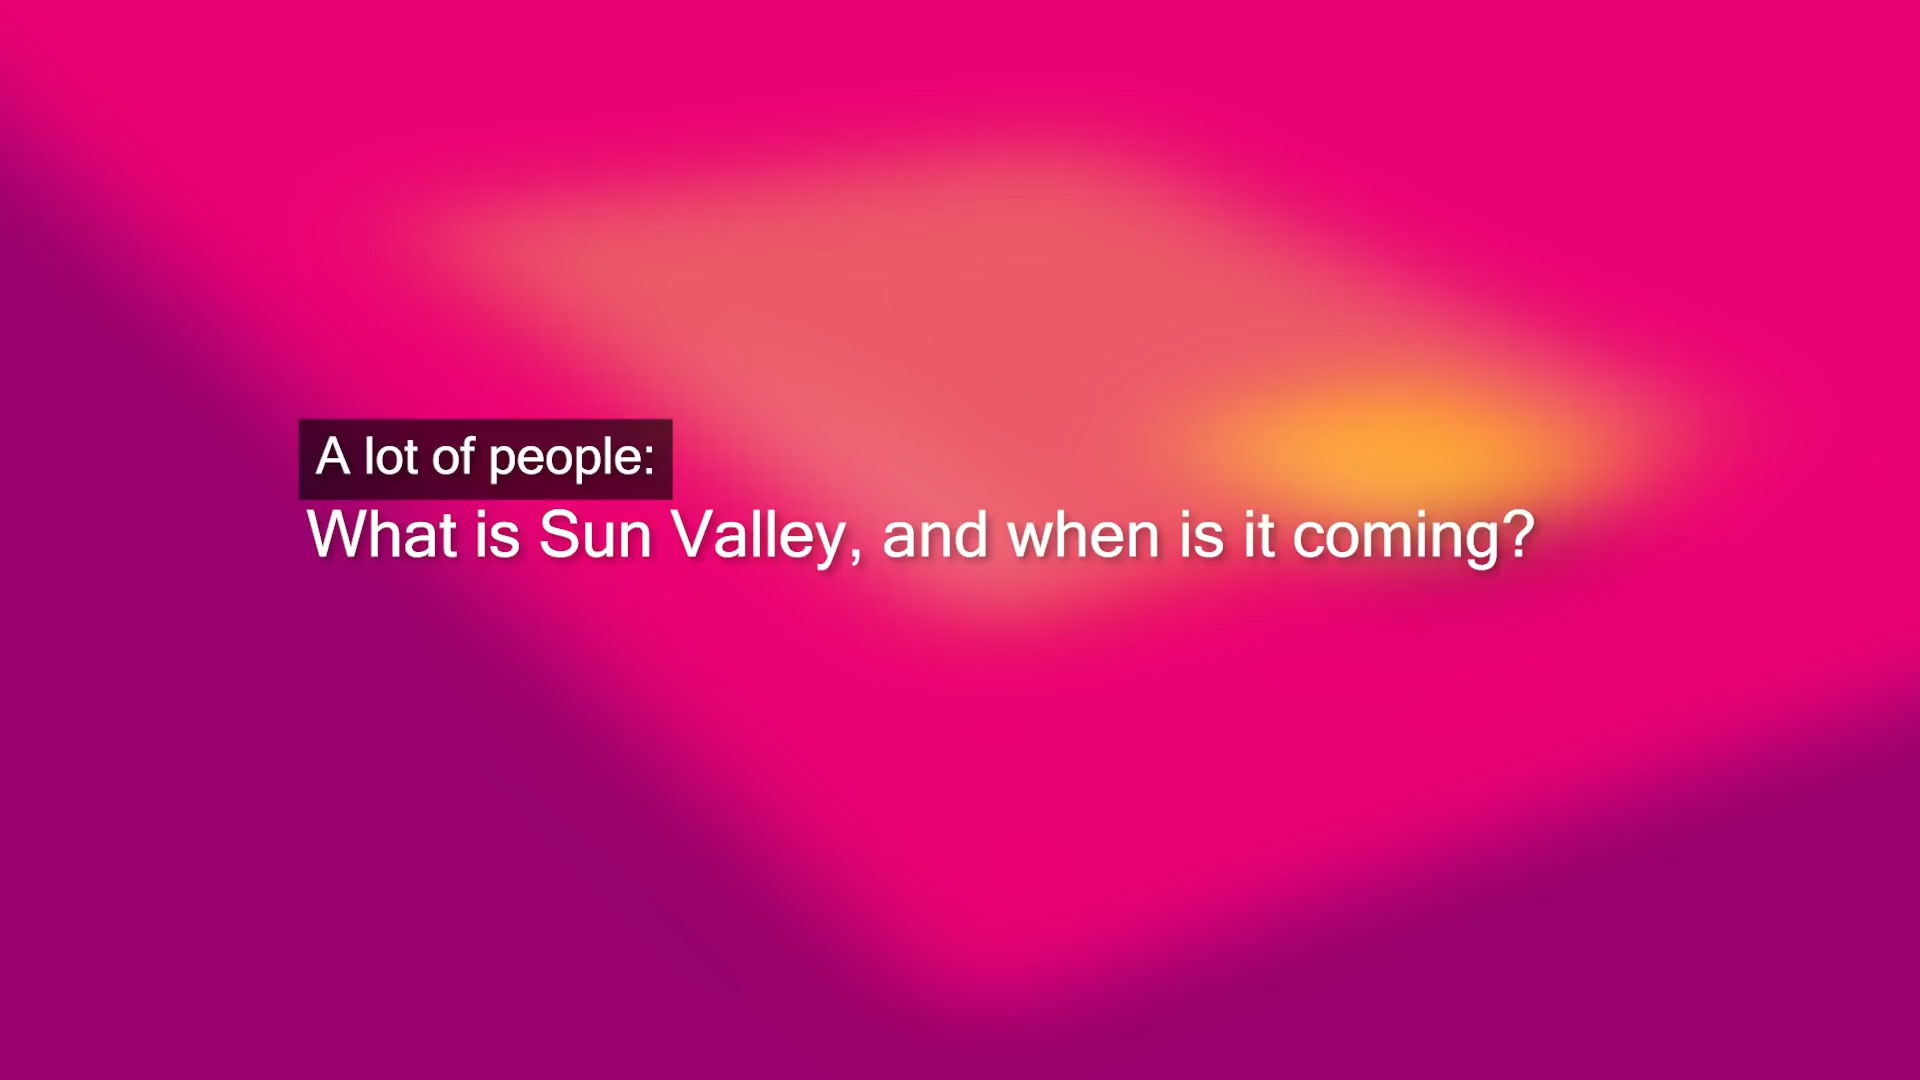 A lot of people:
What is Sun Valley, and when is it coming?